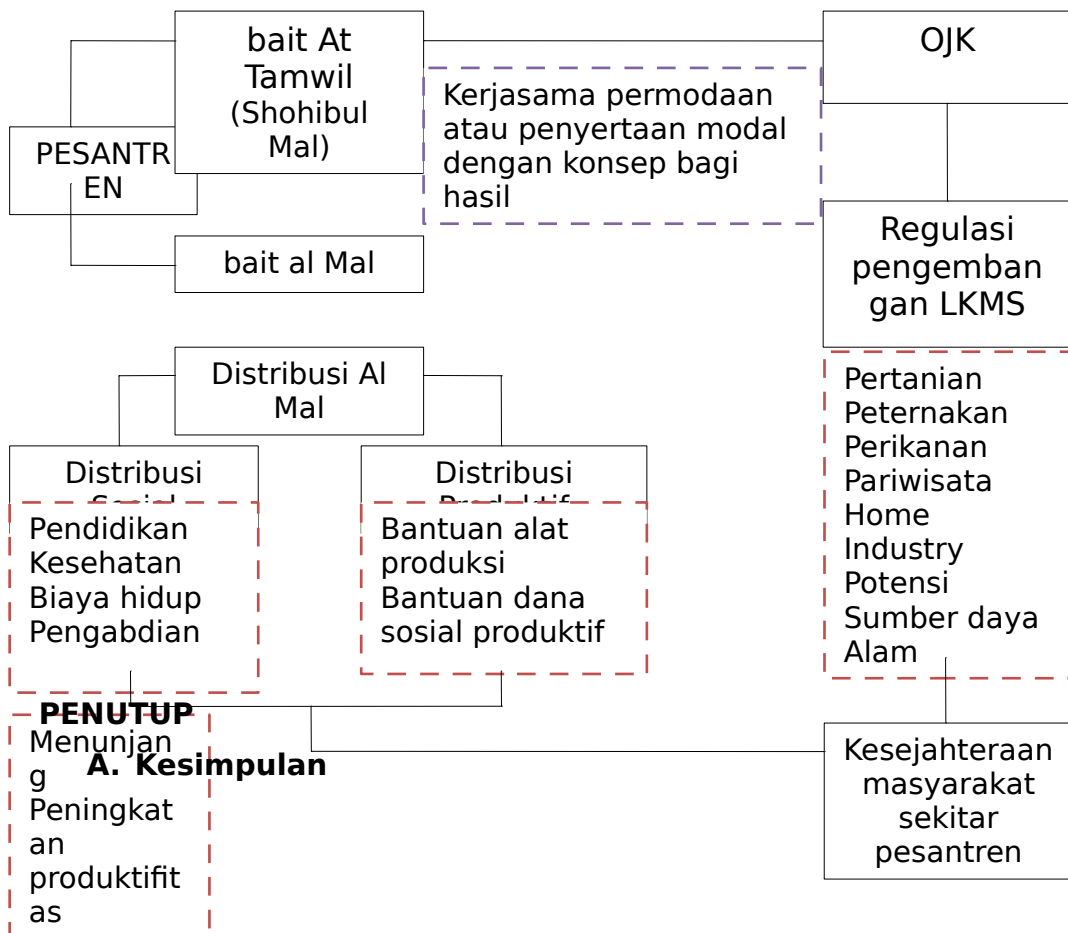 bait At
Tamwil
(Shohibul
Mal)
OJK
Kerjasama permodaan
atau penyertaan modal
dengan konsep bagi
hasil
PESANTR
EN
bait al Mal
Regulasi
pengemban
gan LKMS
Distribusi Al
Mal
Pertanian
Peternakan
Perikanan
Pariwisata
Home
Industry
Potensi
Sumber daya
Alam
Distribusi
Sosial
Pendidikan
Kesehatan
Biaya hidup
Pengabdian
Distribusi
Produktif
Bantuan alat
produksi
Bantuan dana
sosial produktif
PENUTUP
A. Kesimpulan
Menunjan
g
Peningkat
an
produktifit
as
Kesejahteraan
masyarakat
sekitar
pesantren